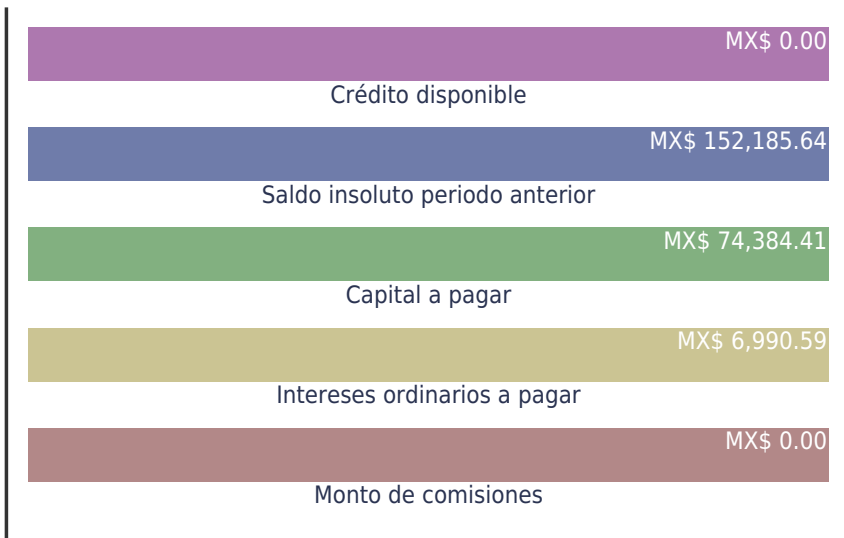 MX$ 0.00
Crédito disponible
MX$ 152,185.64
Saldo insoluto periodo anterior
MX$ 74,384.41
Capital a pagar
MX$ 6,990.59
Intereses ordinarios a pagar
MX$ 0.00
Monto de comisiones